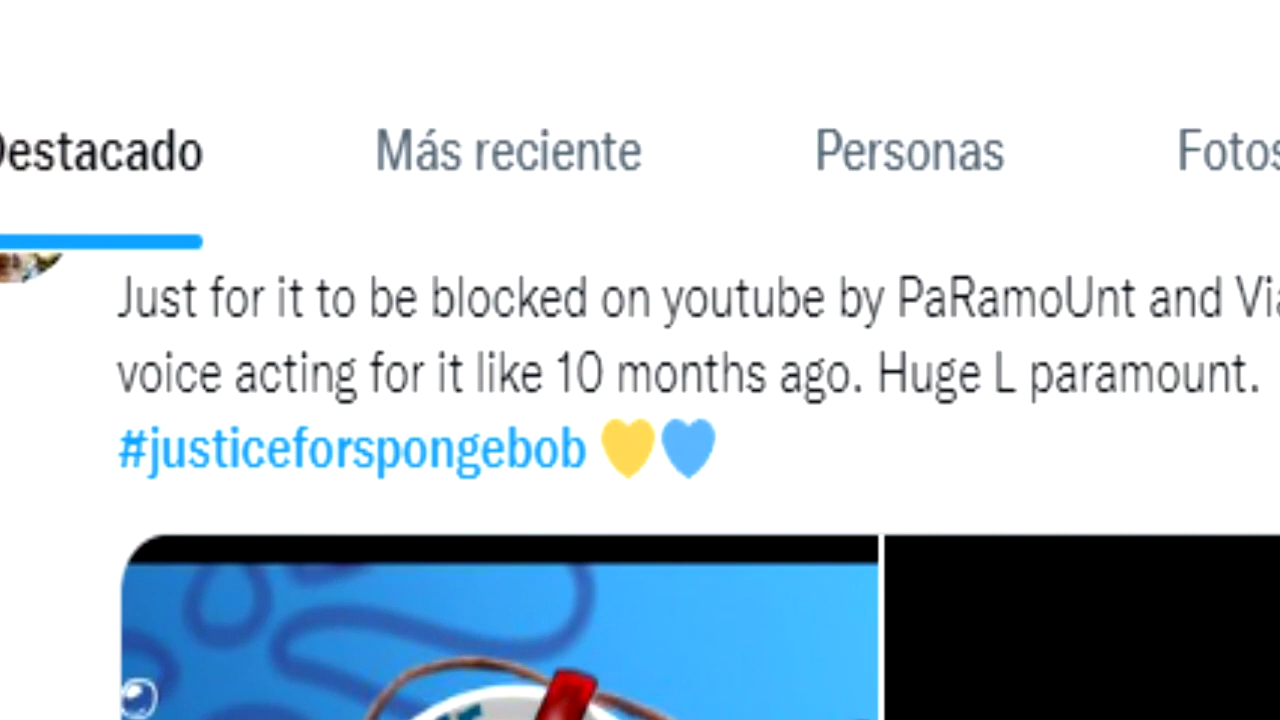 Destacado Más reciente Personas Fotos
Just for it to be blocked on youtube by PaRamoUnt and
voice acting for it like 10 months ago. Huge L paramount.
#justiceforspongebob 💛💙